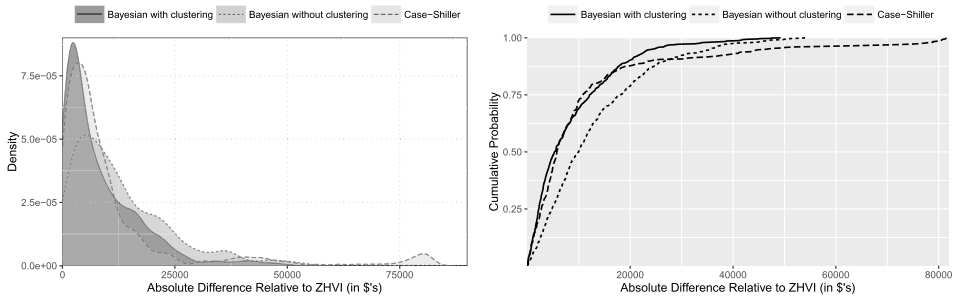 Bayesian with clustering Bayesian without clustering Case−Shiller
7.5e−05
5.0e−05
2.5e−05
0.0e+00
Density
0 25000 50000 75000
Absolute Difference Relative to ZHVI (in $'s)
Bayesian with clustering Bayesian without clustering Case−Shiller
1.00
0.75
0.50
0.25
Cumulative Probability
20000 40000 60000 80000
Absolute Difference Relative to ZHVI (in $'s)